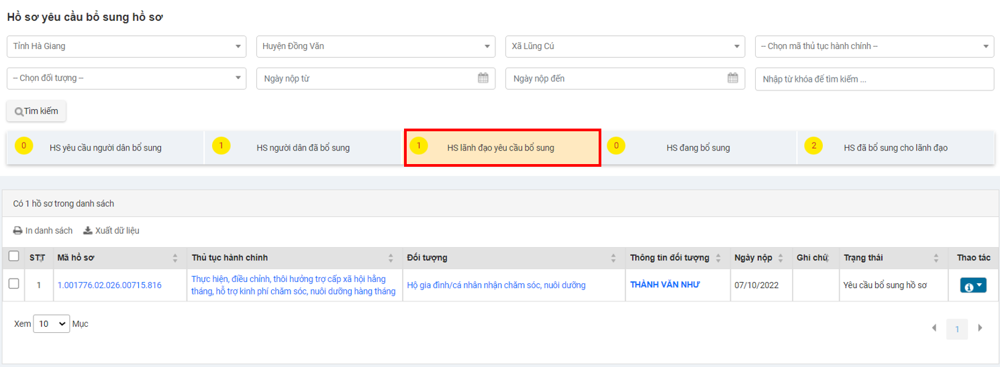 Hồ sơ yêu cầu bổ sung hồ sơ
Tỉnh Hà Giang
Huyện Đồng Văn
Xã Lũng Cú
-- Chọn mã thủ tục hành chính --
-- Chọn đối tượng --
Ngày nộp từ
Ngày nộp đến
Nhập từ khóa để tìm kiếm ...
Tìm kiếm
0 HS yêu cầu người dân bổ sung
1 HS người dân đã bổ sung
1 HS lãnh đạo yêu cầu bổ sung
0 HS đang bổ sung
2 HS đã bổ sung cho lãnh đạo
Có 1 hồ sơ trong danh sách
In danh sách Xuất dữ liệu
STT Mã hồ sơ Thủ tục hành chính Đối tượng Thông tin đối tượng Ngày nộp Ghi chú Trạng thái Thao tác
1 1.001776.02.026.00715.816
Thực hiện, điều chỉnh, thôi hưởng trợ cấp xã hội hằng
tháng, hỗ trợ kinh phí chăm sóc, nuôi dưỡng hàng tháng
Hộ gia đình/cá nhân nhận chăm sóc, nuôi dưỡng
THÀNH VĂN NHƯ
07/10/2022
Yêu cầu bổ sung hồ sơ
Xem 10 Mục
1